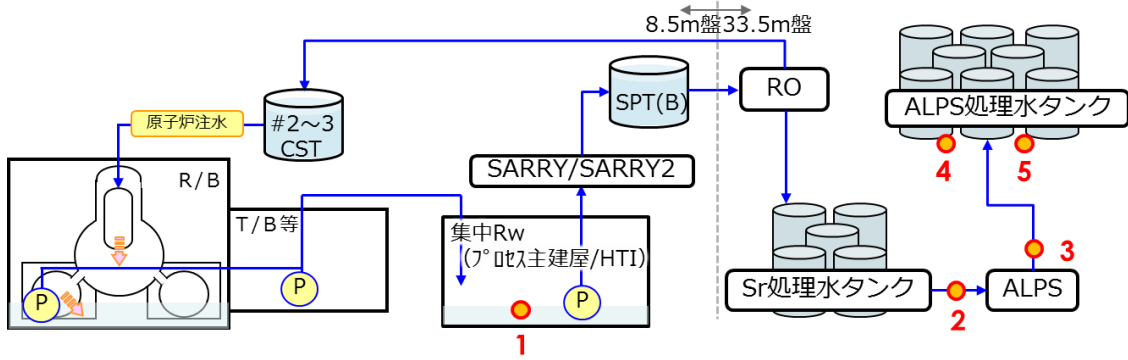 8.5m盤 33.5m盤
RO
ALPS処理水タンク
4
5
SPT(B)
原子炉注水
#2～3
CST
SARRY/SARRY2
R/B
T/B等
集中Rw
(ﾌﾟﾛｾｽ主建屋/HTI)
P
P
P
1
Sr処理水タンク
2
ALPS
3